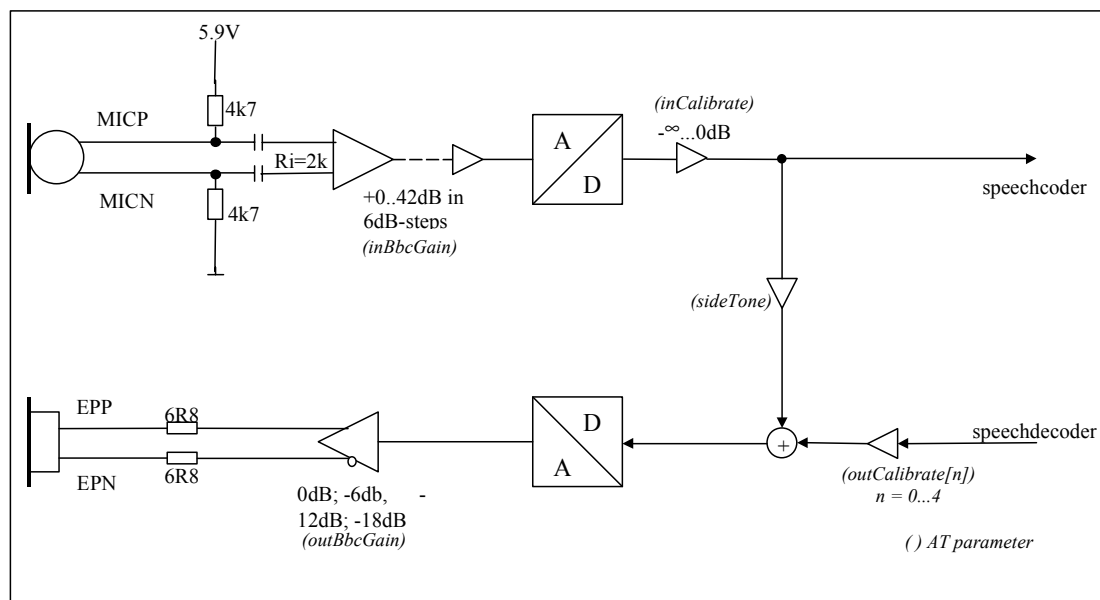 5.9V
4k7
MICP
Ri=2k
MICN
4k7
+0..42dB in
6dB-steps
(inBbcGain)
A
D
(inCalibrate)
-∞...0dB
speechcoder
(sideTone)
EPP
6R8
EPN
6R8
0dB; -6db, -
12dB; -18dB
(outBbcGain)
D
A
+
speechdecoder
(outCalibrate[n])
n = 0...4
( ) AT parameter